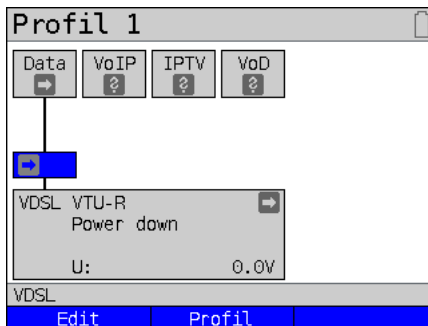 Profil 1
Data VoIP IPTV VoD
VDSL VTU-R
Power down
U: 0.0V
VDSL
Edit Profil